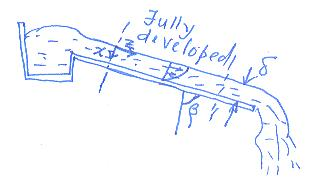 Fully
developed
δ
x z
β